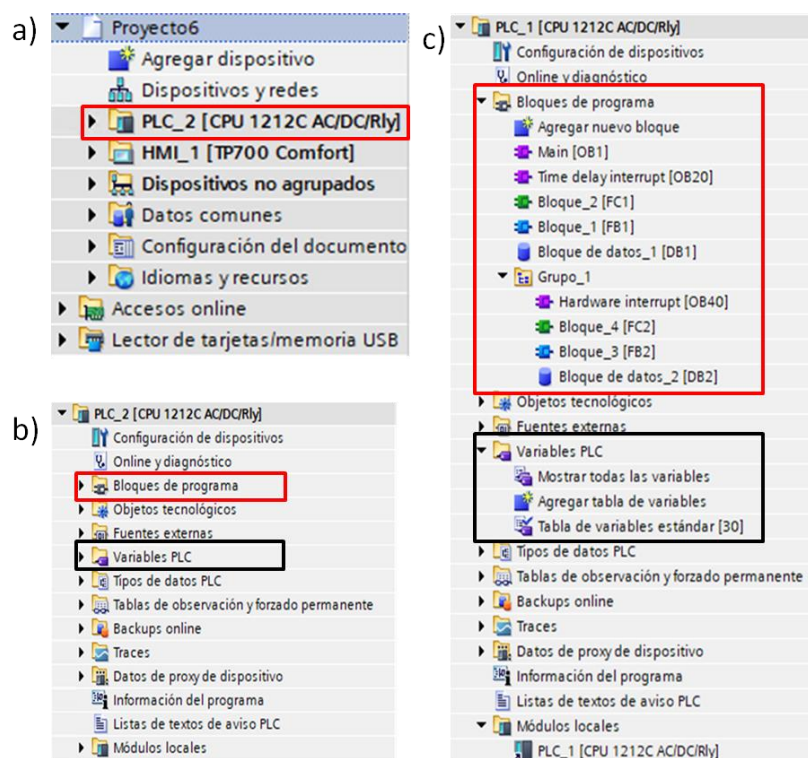 a)
Proyecto6
Agregar dispositivo
Dispositivos y redes
PLC_2 [CPU 1212C AC/DC/Rly]
HMI_1 [TP700 Comfort]
Dispositivos no agrupados
Datos comunes
Configuración del documento
Idiomas y recursos
Accesos online
Lector de tarjetas/memoria USB
b)
PLC_2 [CPU 1212C AC/DC/Rly]
Configuración de dispositivos
Online y diagnóstico
Bloques de programa
Objetos tecnológicos
Fuentes externas
Variables PLC
Tipos de datos PLC
Tablas de observación y forzado permanente
Backups online
Traces
Datos de proxy de dispositivo
Información del programa
Listas de textos de aviso PLC
Módulos locales
c)
PLC_1 [CPU 1212C AC/DC/Rly]
Configuración de dispositivos
Online y diagnóstico
Bloques de programa
Agregar nuevo bloque
Main [OB1]
Time delay interrupt [OB20]
Bloque_2 [FC1]
Bloque_1 [FB1]
Bloque de datos_1 [DB1]
Grupo_1
Hardware interrupt [OB40]
Bloque_4 [FC2]
Bloque_3 [FB2]
Bloque de datos_2 [DB2]
Objetos tecnológicos
Fuentes externas
Variables PLC
Mostrar todas las variables
Agregar tabla de variables
Tabla de variables estándar [30]
Tipos de datos PLC
Tablas de observación y forzado permanente
Backups online
Traces
Datos de proxy de dispositivo
Información del programa
Listas de textos de aviso PLC
Módulos locales
PLC_1 [CPU 1212C AC/DC/Rly]